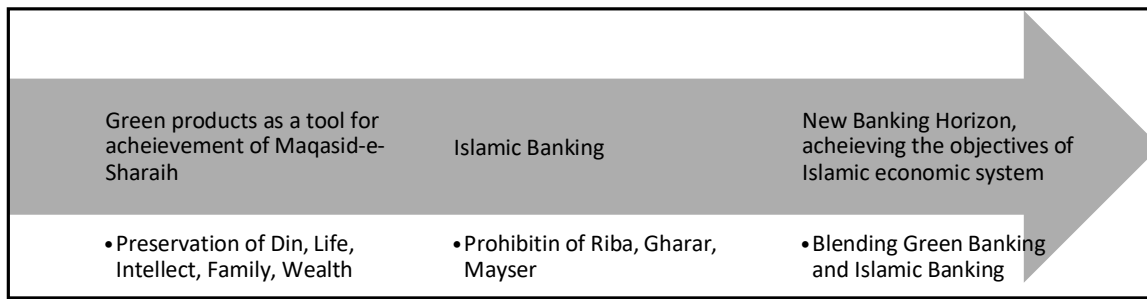 Green products as a tool for
acheievement of Maqasid-e-
Sharaih
Islamic Banking
New Banking Horizon,
acheieving the objectives of
Islamic economic system
•Preservation of Din, Life,
Intellect, Family, Wealth
•Prohibitin of Riba, Gharar,
Mayser
•Blending Green Banking
and Islamic Banking